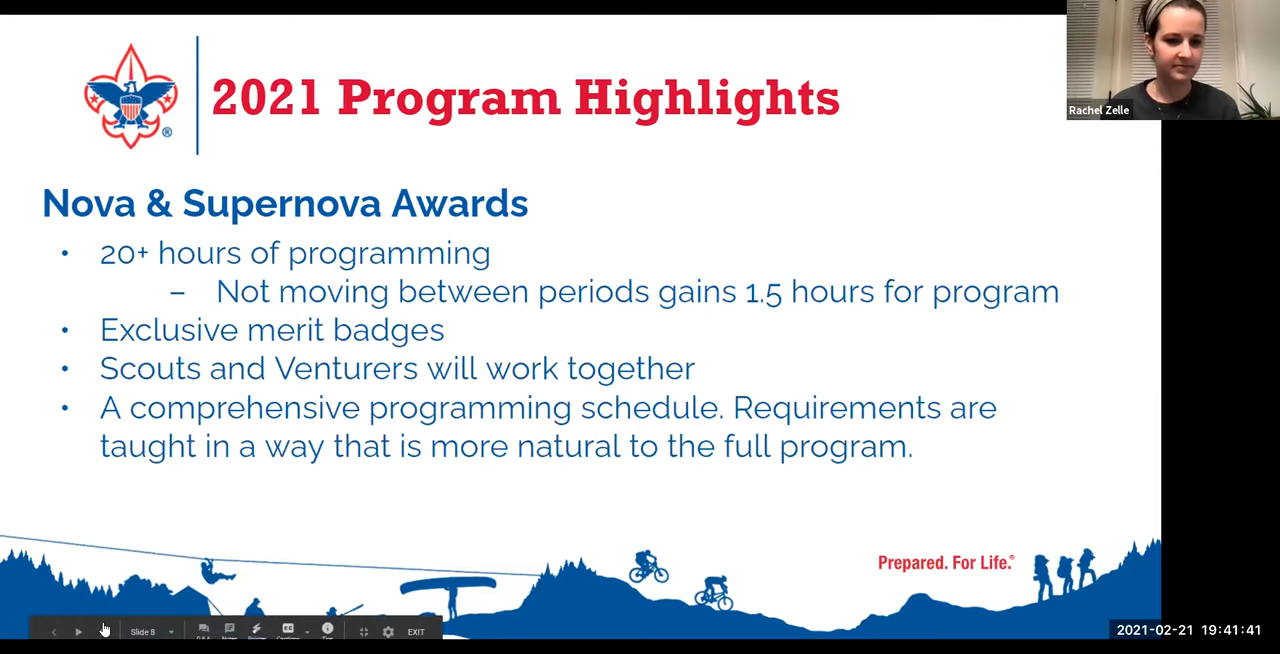 2021 Program Highlights
Rachel Zelle
®
Nova & Supernova Awards
• 20+ hours of programming
– Not moving between periods gains 1.5 hours for program
• Exclusive merit badges
• Scouts and Venturers will work together
• A comprehensive programming schedule. Requirements are
taught in a way that is more natural to the full program.
Prepared. For Life.®
Slide 8
EXIT
2021-02-21 19:41:41